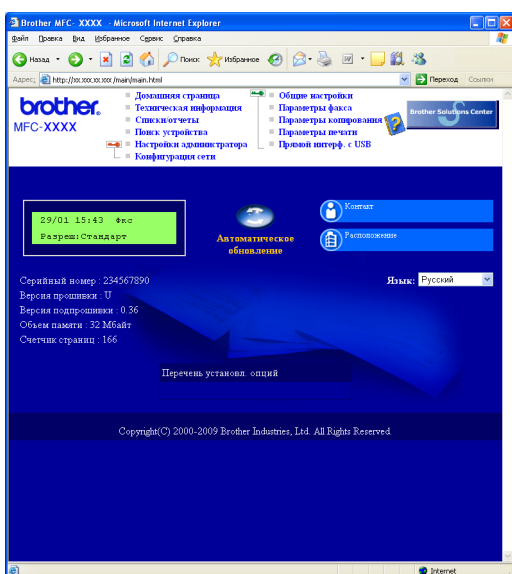 Brother MFC- XXXX - Microsoft Internet Explorer
Файл Правка Вид Избранное Сервис Справка
Назад Поиск Избранное
Адрес: http://xx.xxx.xx.xxx/main/main.html Переход Ссылки
brother.
MFC-XXXX
Домашняя страница
Техническая информация
Списки/отчеты
Поиск устройства
Настройки администратора
Конфигурация сети
Общие настройки
Параметры факса
Параметры копирования
Параметры печати
Прямой интерф. с USB
Brother Solutions Center
29/01 15:43 Фкс
Разреш:Стандарт
Автоматическое
обновление
Контакт
Расположение
Серийный номер : 234567890
Версия прошивки : U
Версия подпрошивки : 0.36
Объем памяти : 32 Мбайт
Счетчик страниц : 166
Язык: Русский
Перечень установл. опций
Copyright(C) 2000-2009 Brother Industries, Ltd. All Rights Reserved.
Internet